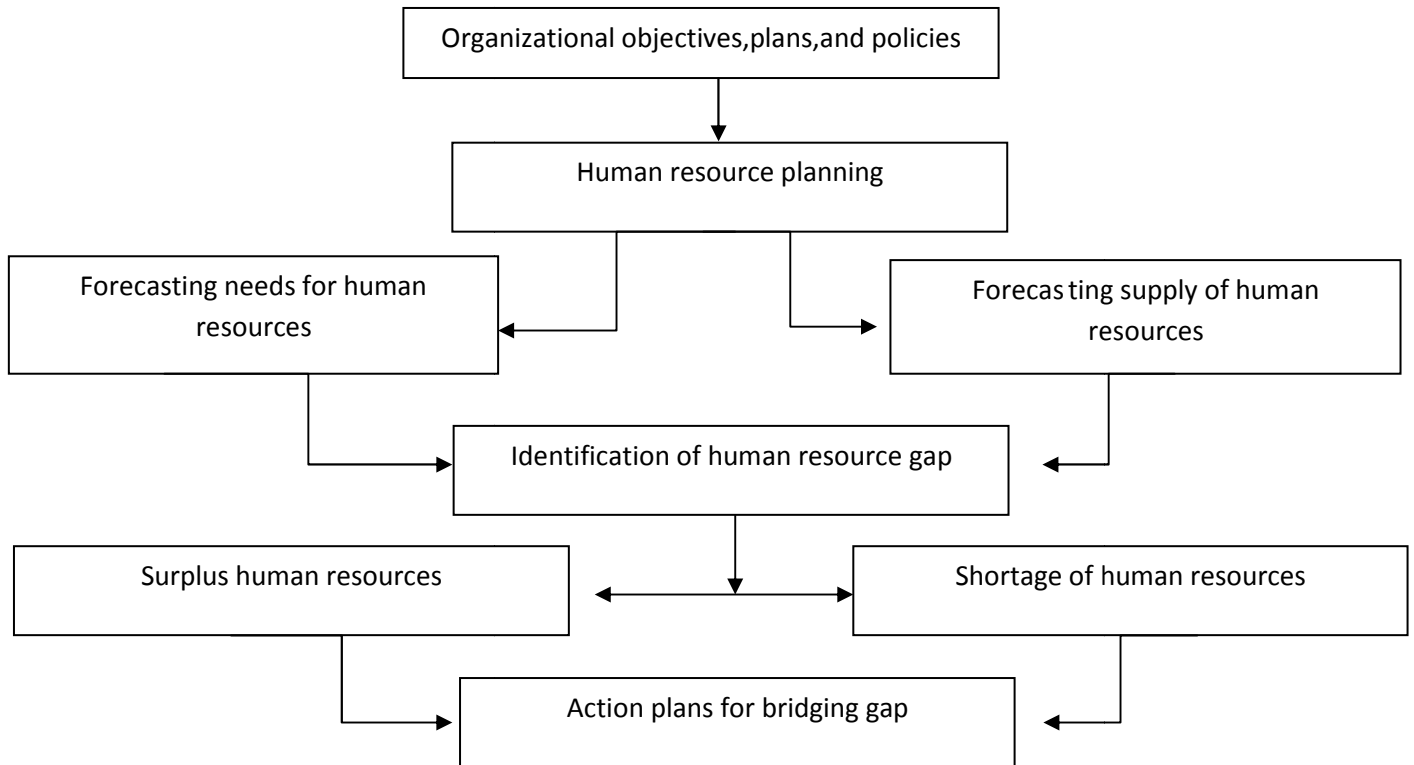 Organizational objectives,plans,and policies
Human resource planning
Forecasting needs for human
resources
Forecas ting supply of human
resources
Identification of human resource gap
Surplus human resources
Shortage of human resources
Action plans for bridging gap